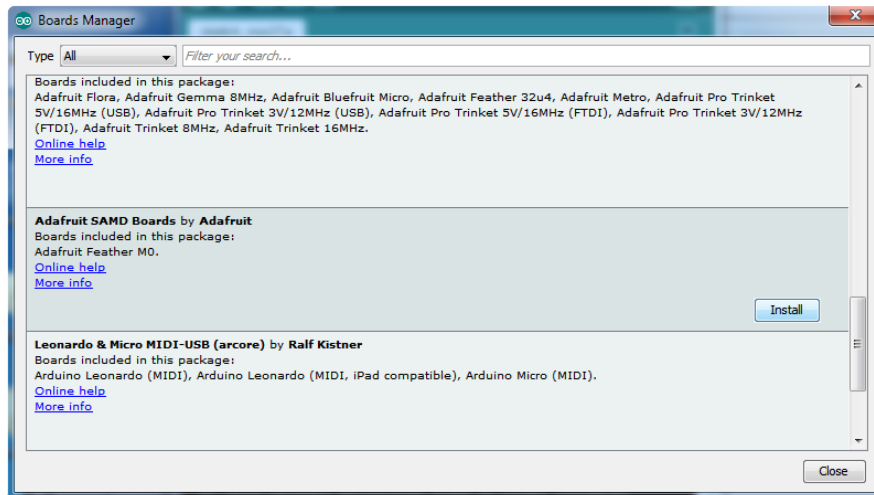 Boards Manager
Type All Filter your search...
Boards included in this package:
Adafruit Flora, Adafruit Gemma 8MHz, Adafruit Bluefruit Micro, Adafruit Feather 32u4, Adafruit Metro, Adafruit Pro Trinket
5V/16MHz (USB), Adafruit Pro Trinket 3V/12MHz (USB), Adafruit Pro Trinket 5V/16MHz (FTDI), Adafruit Pro Trinket 3V/12MHz
(FTDI), Adafruit Trinket 8MHz, Adafruit Trinket 16MHz.
Online help
More info
Adafruit SAMD Boards by Adafruit
Boards included in this package:
Adafruit Feather M0.
Online help
More info
Install
Leonardo & Micro MIDI-USB (arcore) by Ralf Kistner
Boards included in this package:
Arduino Leonardo (MIDI), Arduino Leonardo (MIDI, iPad compatible), Arduino Micro (MIDI).
Online help
More info
Close